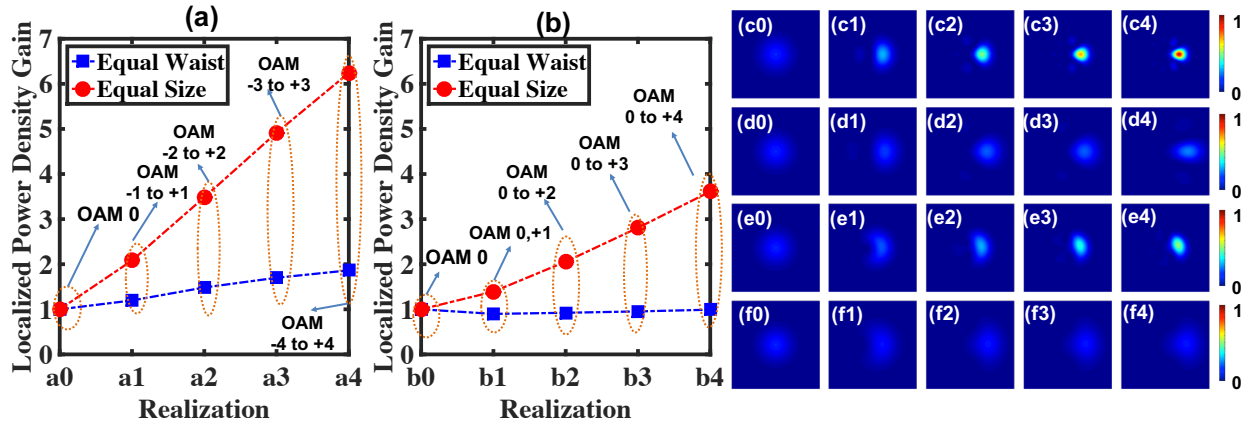 (a)
Localized Power Density Gain
7
6
5
4
3
2
1
0
Equal Waist
Equal Size
OAM 0
OAM
-1 to +1
OAM
-2 to +2
OAM
-3 to +3
OAM
-4 to +4
a0 a1 a2 a3 a4
Realization
(b)
Localized Power Density Gain
7
6
5
4
3
2
1
0
Equal Waist
Equal Size
OAM 0
OAM 0,+1
OAM
0 to +2
OAM
0 to +3
OAM
0 to +4
b0 b1 b2 b3 b4
Realization
(c0) (c1) (c2) (c3) (c4)
1
0
(d0) (d1) (d2) (d3) (d4)
1
0
(e0) (e1) (e2) (e3) (e4)
1
0
(f0) (f1) (f2) (f3) (f4)
1
0